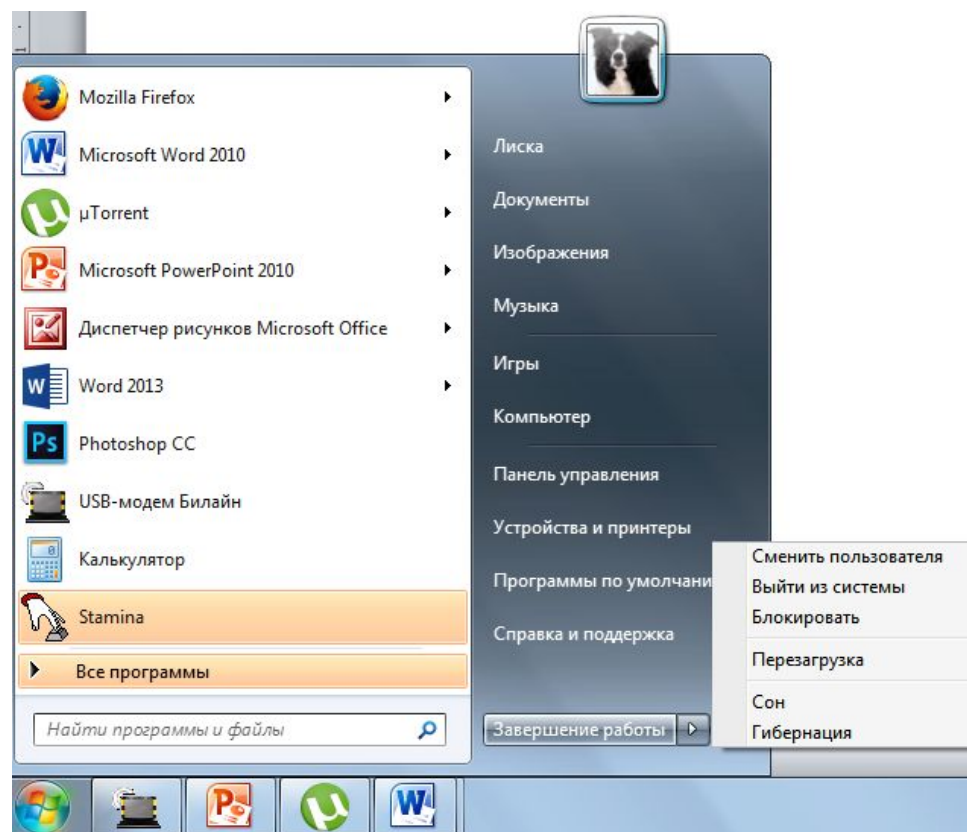 Mozilla Firefox
Microsoft Word 2010
µTorrent
Microsoft PowerPoint 2010
Диспетчер рисунков Microsoft Office
Word 2013
Photoshop CC
USB-модем Билайн
Калькулятор
Stamina
Все программы
Найти программы и файлы
Лиска
Документы
Изображения
Музыка
Игры
Компьютер
Панель управления
Устройства и принтеры
Программы по умолчани
Справка и поддержка
Завершение работы
Сменить пользователя
Выйти из системы
Блокировать
Перезагрузка
Сон
Гибернация